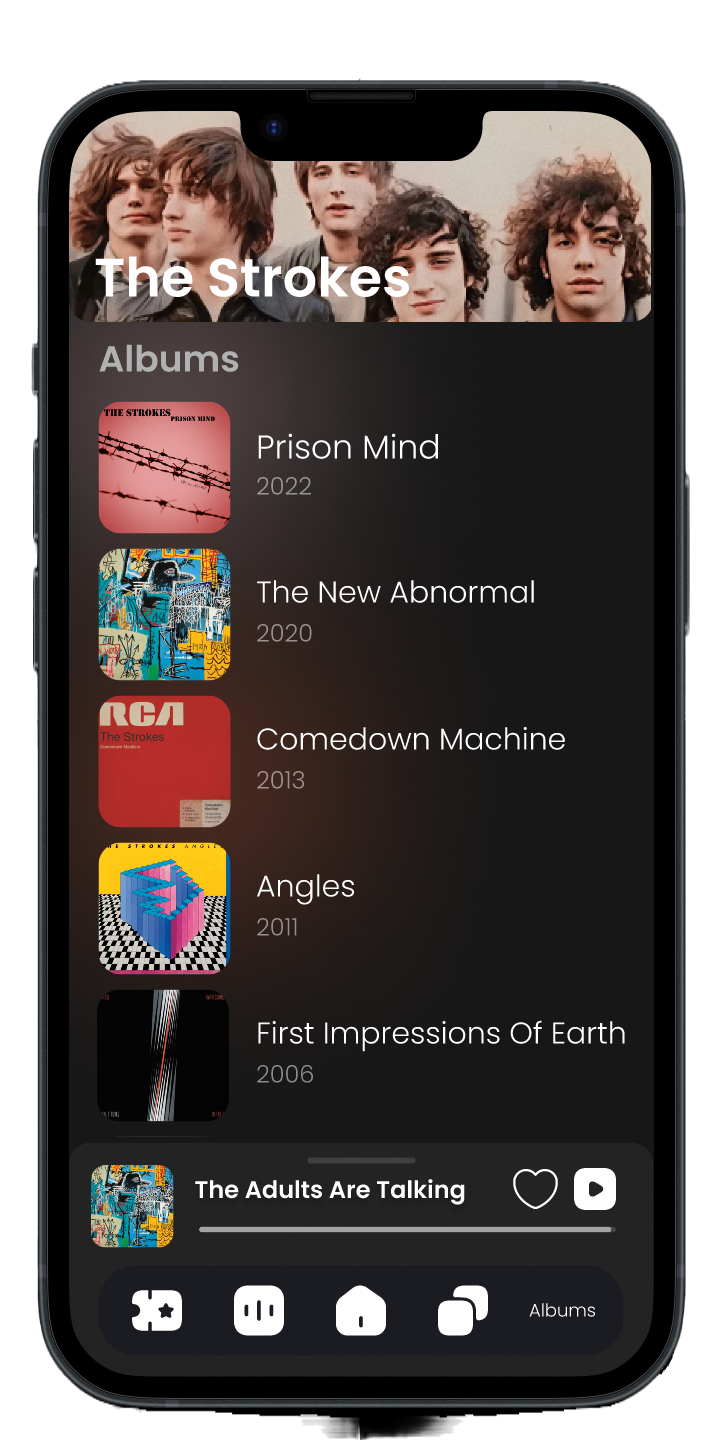 The Strokes
Albums
THE STROKES
PRISON MIND
Prison Mind
2022
The New Abnormal
2020
RCA
The Strokes
Comedown Machine
Comedown Machine
2013
THE STROKES ANGLES
Angles
2011
First Impressions Of Earth
2006
The Adults Are Talking
Albums